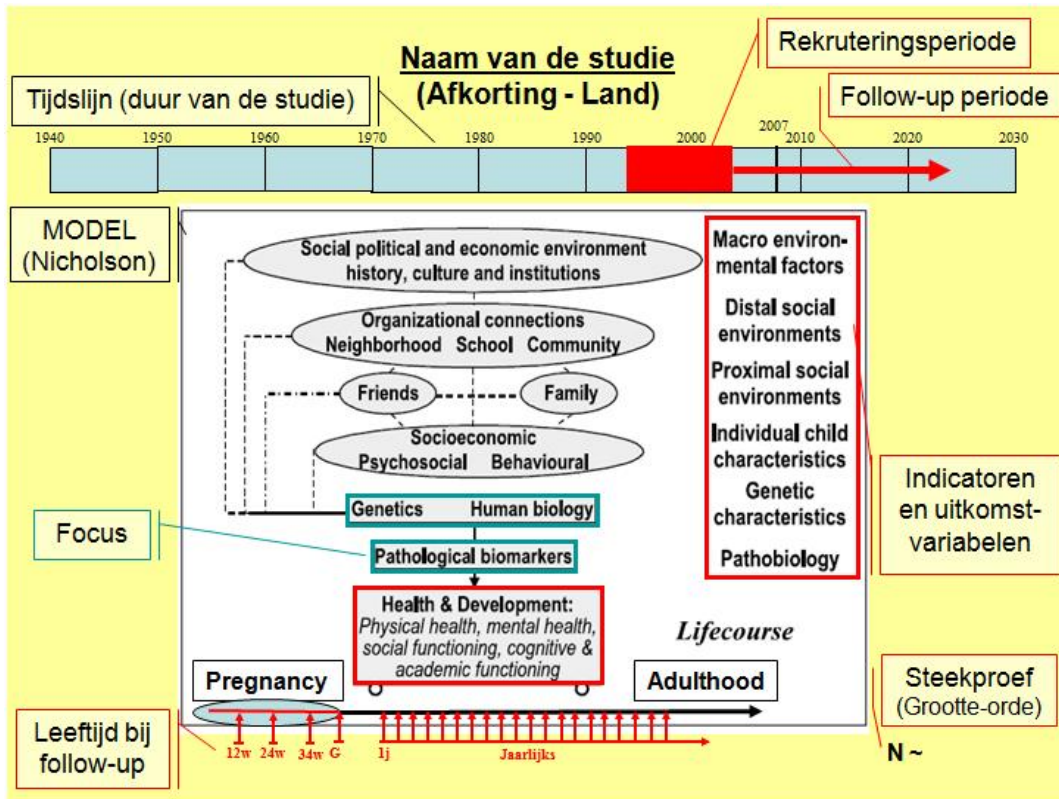 Naam van de studie
(Afkorting - Land)
Rekruteringsperiode
Tijdslijn (duur van de studie)
Follow-up periode
1940 1950 1960 1970 1980 1990 2000 2007 2010 2020 2030
MODEL
(Nicholson)
Social political and economic environment
history, culture and institutions
Organizational connections
Neighborhood School Community
Friends Family
Socioeconomic
Psychosocial Behavioural
Genetics Human biology
Pathological biomarkers
Health & Development:
Physical health, mental health,
social functioning, cognitive &
academic functioning
Macro environ-
mental factors
Distal social
environments
Proximal social
environments
Individual child
characteristics
Genetic
characteristics
Pathobiology
Focus
Indicatoren
en uitkomst-
variabelen
Lifecourse
Pregnancy
Adulthood
Steekproef
(Grootte-orde)
N ~
Leeftijd bij
follow-up
12w 24w 34w G 1j Jaarlijks